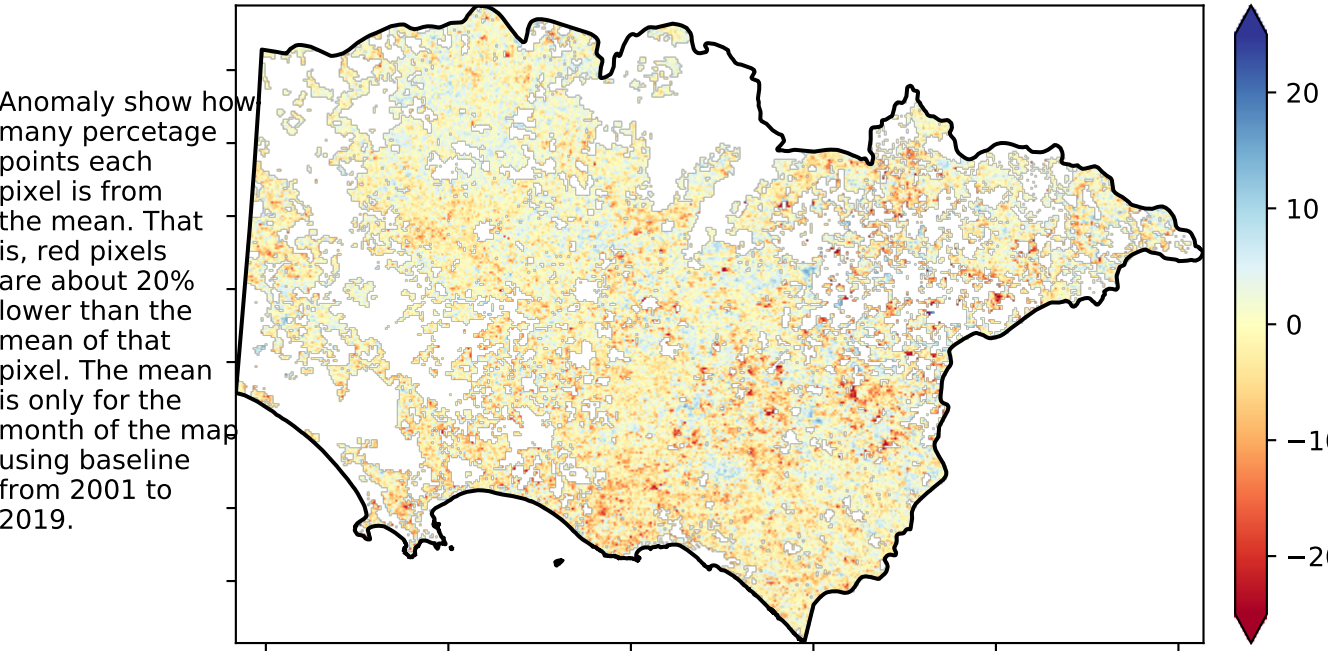 Anomaly show how
many percetage
points each
pixel is from
the mean. That
is, red pixels
are about 20%
lower than the
mean of that
pixel. The mean
is only for the
month of the map
using baseline
from 2001 to
2019.
20
10
0
−10
−20